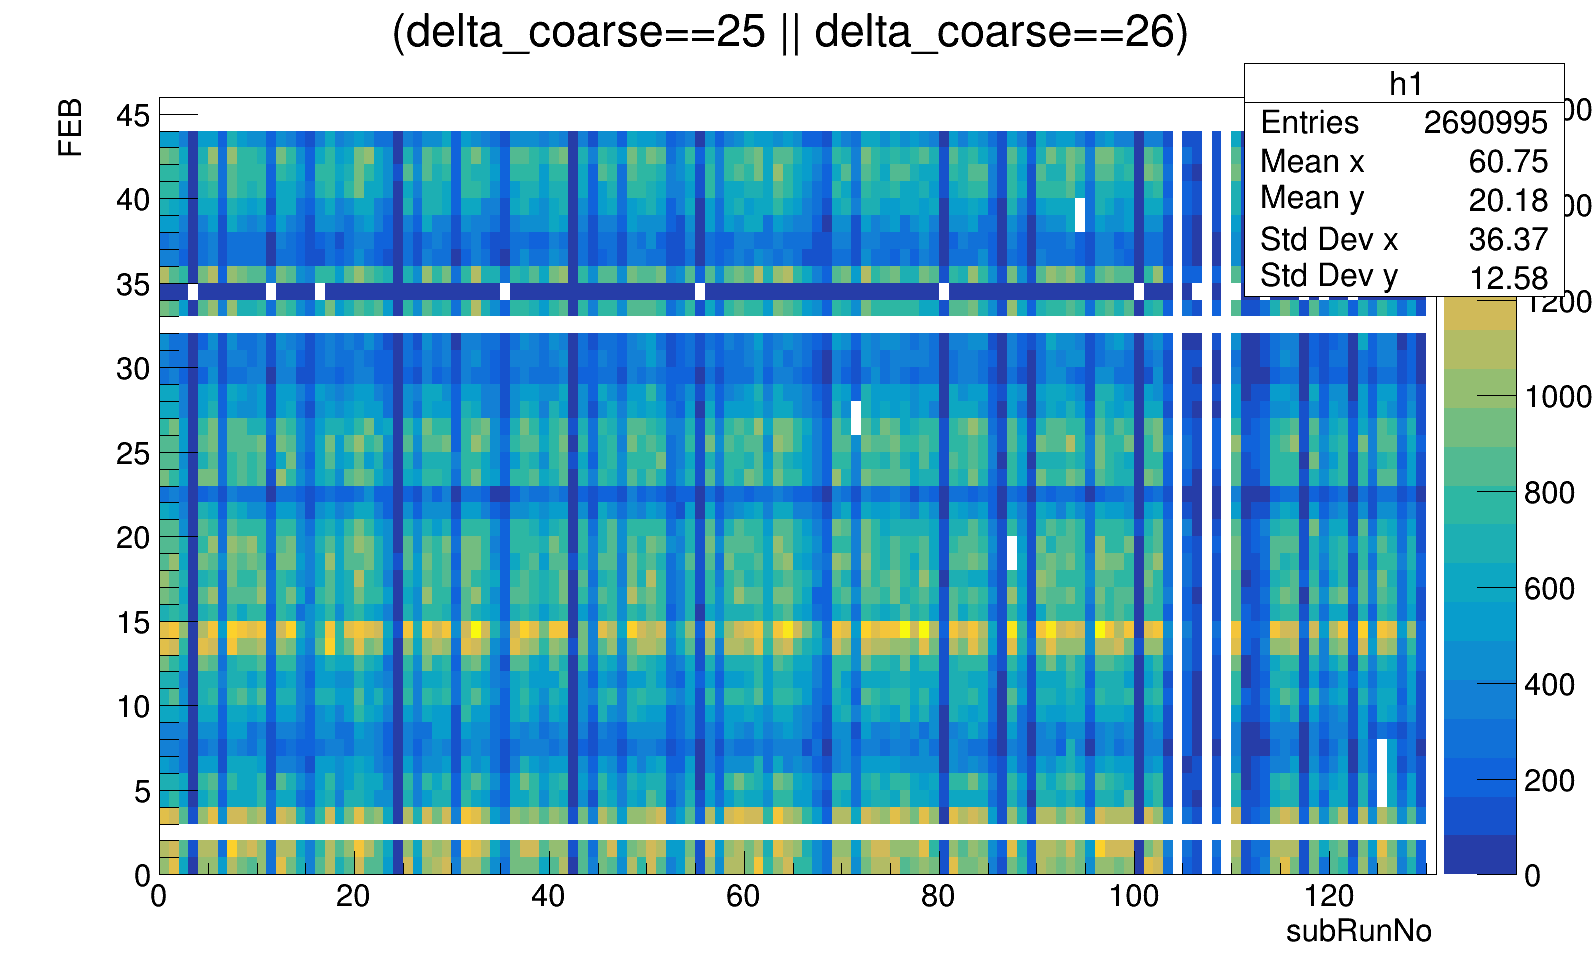 (delta_coarse==25 || delta_coarse==26)
h1
Entries 2690995
Mean x 60.75
Mean y 20.18
Std Dev x 36.37
Std Dev y 12.58
FEB
45
40
35
30
25
20
15
10
5
0
0 20 40 60 80 100 120
subRunNo
1200
1000
800
600
400
200
0